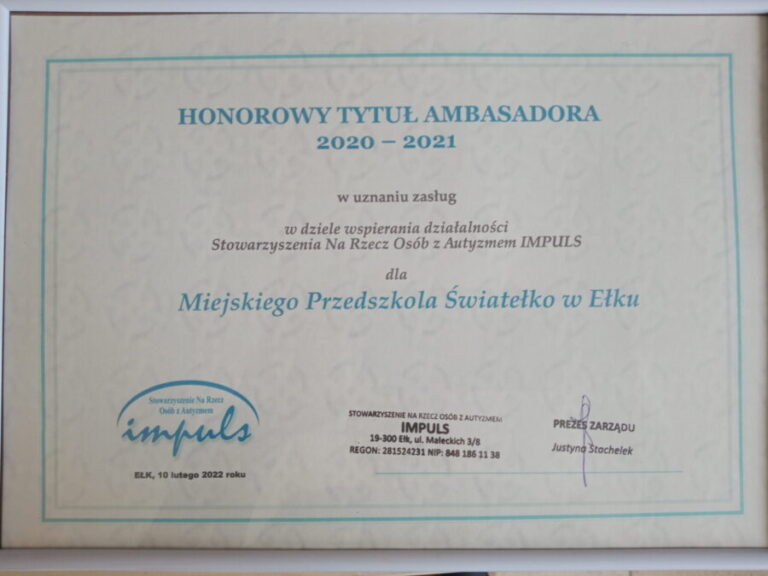 HONOROWY TYTUŁ AMBASADORA
2020 – 2021
w uznaniu zasług
w dziele wspierania działalności
Stowarzyszenia Na Rzecz Osób z Autyzmem IMPULS
dla
Miejskiego Przedszkola Światełko w Ełku
Stowarzyszenie Na Rzecz
Osób z Autyzmem
impuls
EŁK, 10 lutego 2022 roku
STOWARZYSZENIE NA RZECZ OSÓB Z AUTYZMEM
IMPULS
19-300 Ełk, ul. Małeckich 3/8
REGON: 281524231 NIP: 848 186 11 38
PREZES ZARZĄDU
Justyna Stachelek